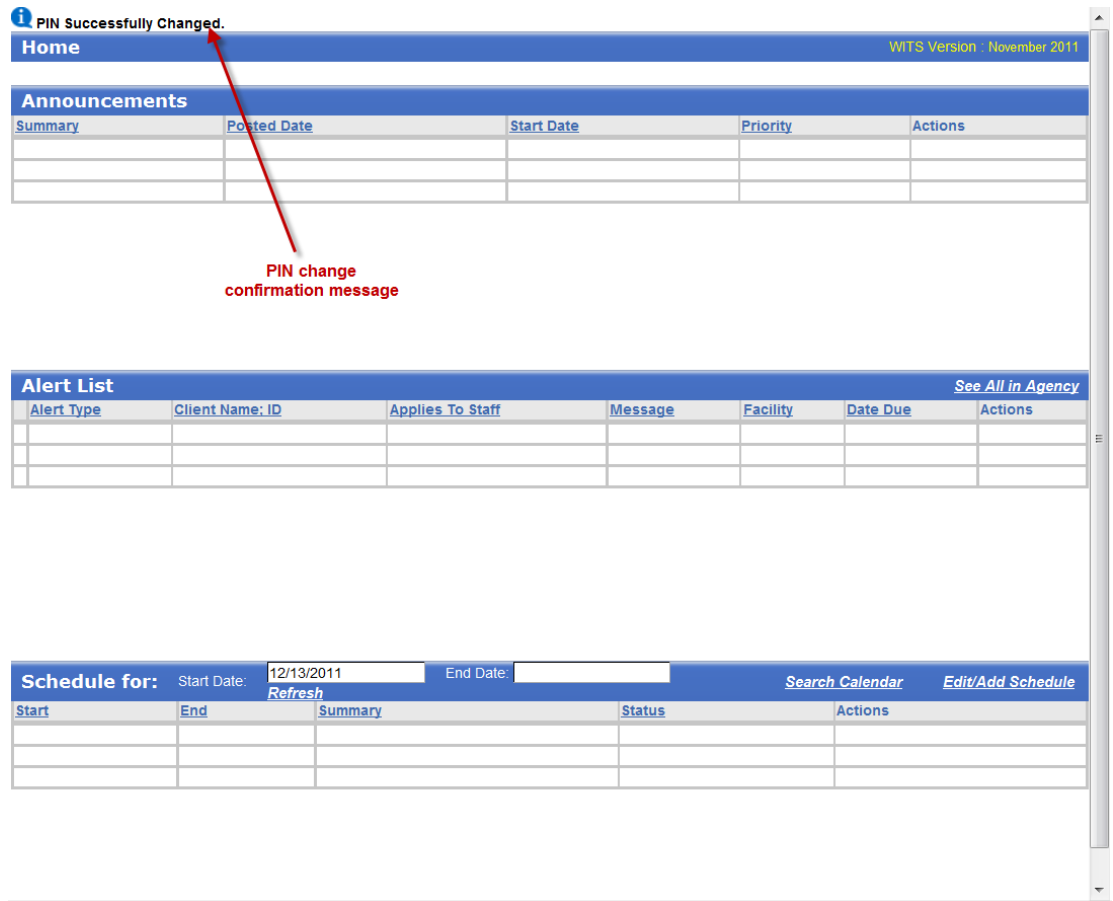 PIN Successfully Changed.
Home WITS Version : November 2011
Announcements
Summary Posted Date Start Date Priority Actions
PIN change
confirmation message
Alert List See All in Agency
Alert Type Client Name; ID Applies To Staff Message Facility Date Due Actions
Schedule for: Start Date: 12/13/2011 End Date: Search Calendar Edit/Add Schedule
Refresh
Start End Summary Status Actions